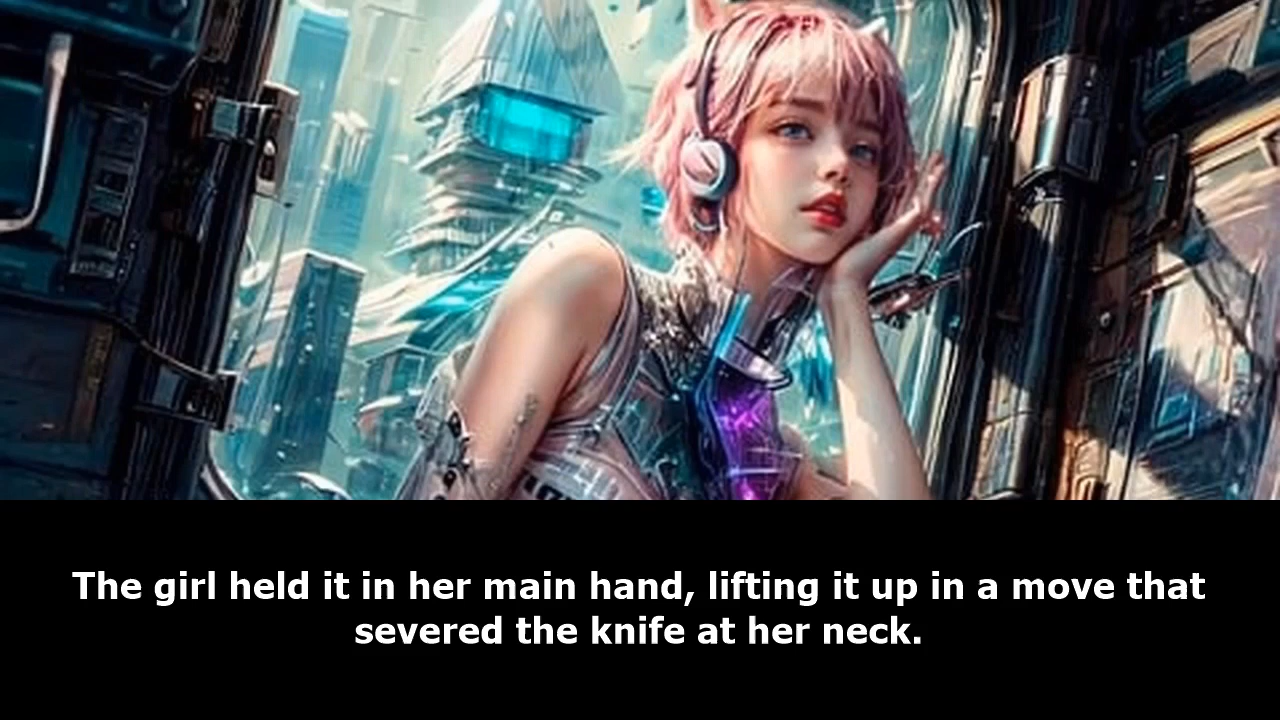 The girl held it in her main hand, lifting it up in a move that
severed the knife at her neck.